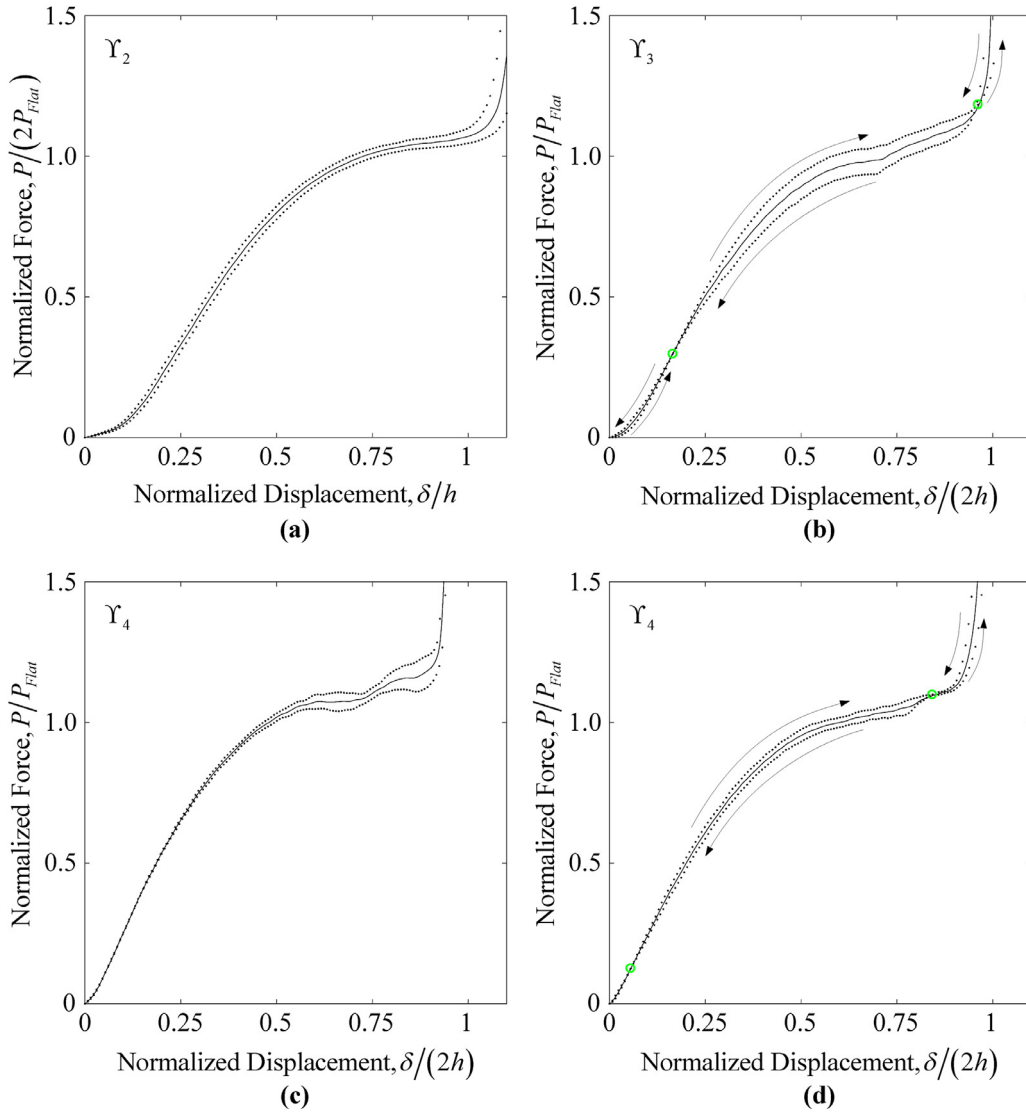 1.5
ϒ2
1.0
0.5
0
Normalized Force, P/(2P_Flat)
0 0.25 0.5 0.75 1
Normalized Displacement, δ/h
(a)
1.5
ϒ3
1.0
0.5
0
Normalized Force, P/P_Flat
0 0.25 0.5 0.75 1
Normalized Displacement, δ/(2h)
(b)
1.5
ϒ4
1.0
0.5
0
Normalized Force, P/P_Flat
0 0.25 0.5 0.75 1
Normalized Displacement, δ/(2h)
(c)
1.5
ϒ4
1.0
0.5
0
Normalized Force, P/P_Flat
0 0.25 0.5 0.75 1
Normalized Displacement, δ/(2h)
(d)